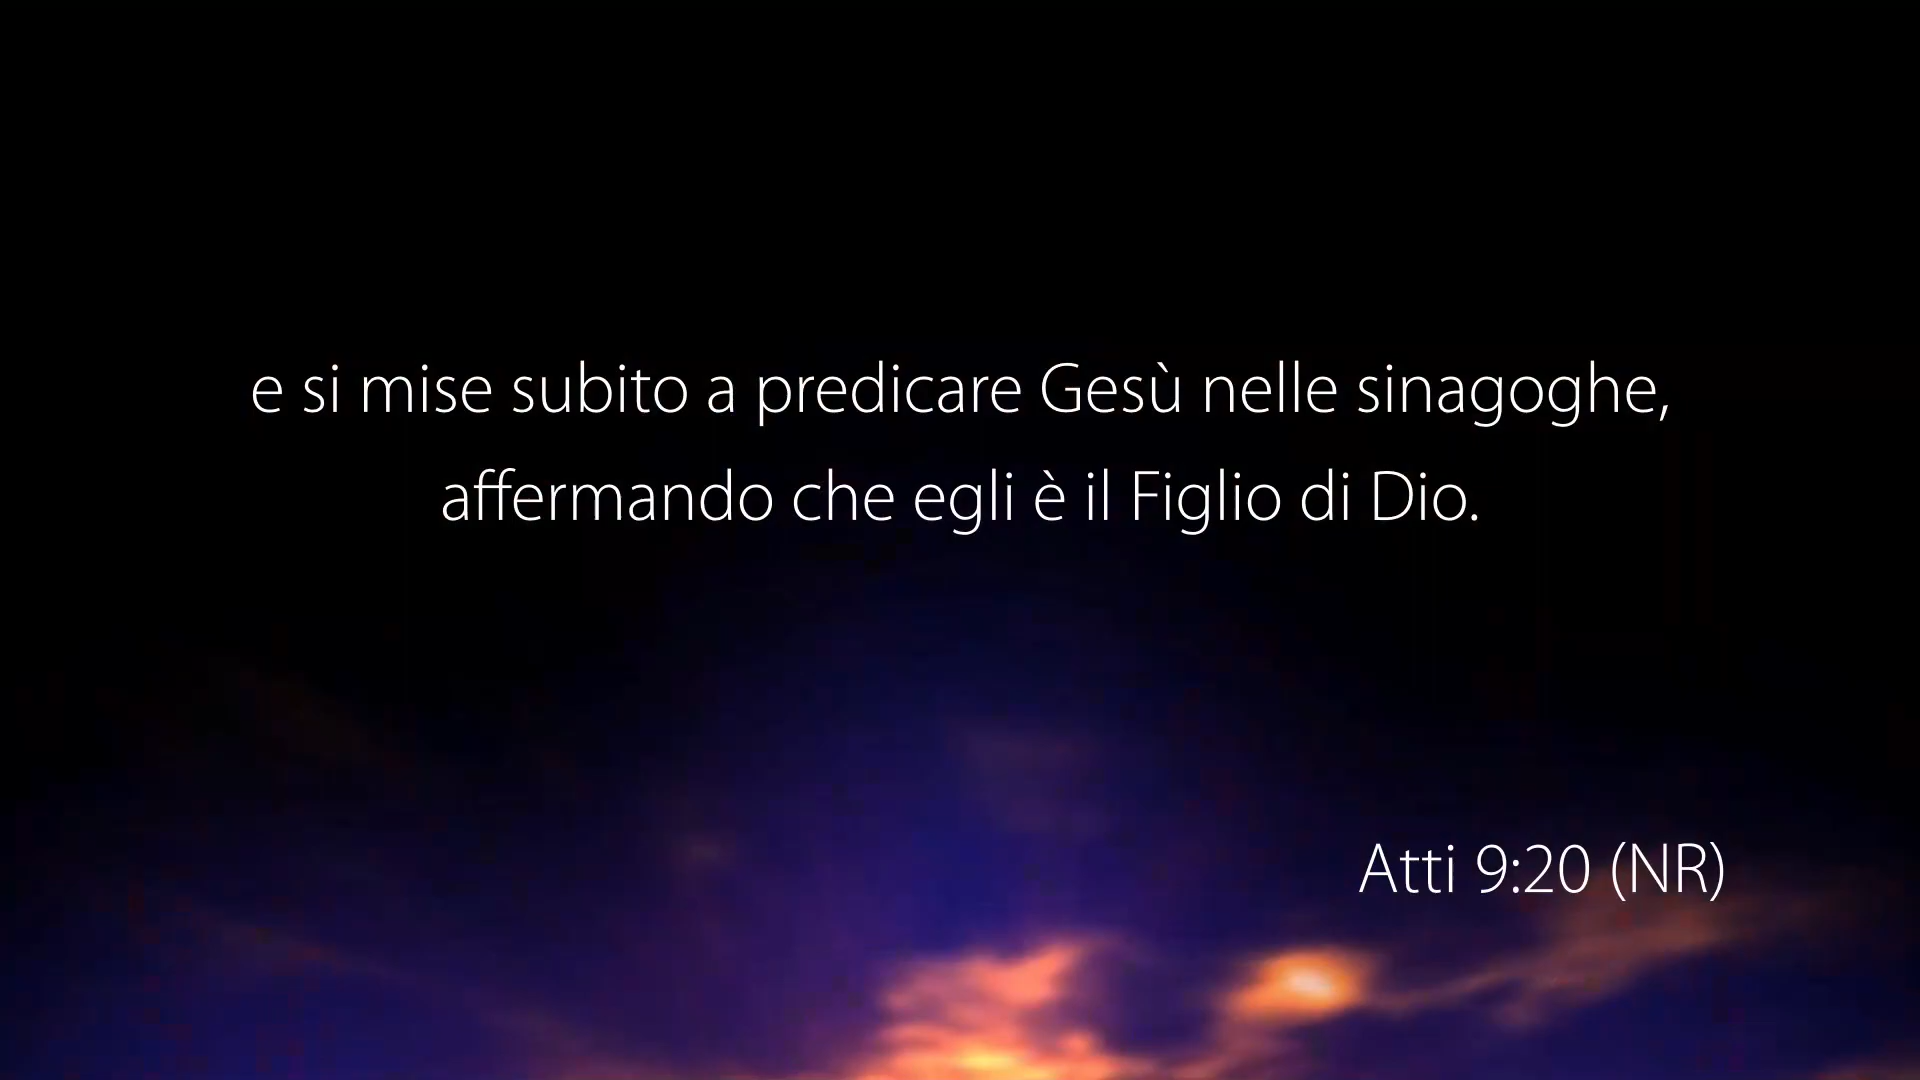 e si mise subito a predicare Gesù nelle sinagoghe,
affermando che egli è il Figlio di Dio.
Atti 9:20 (NR)